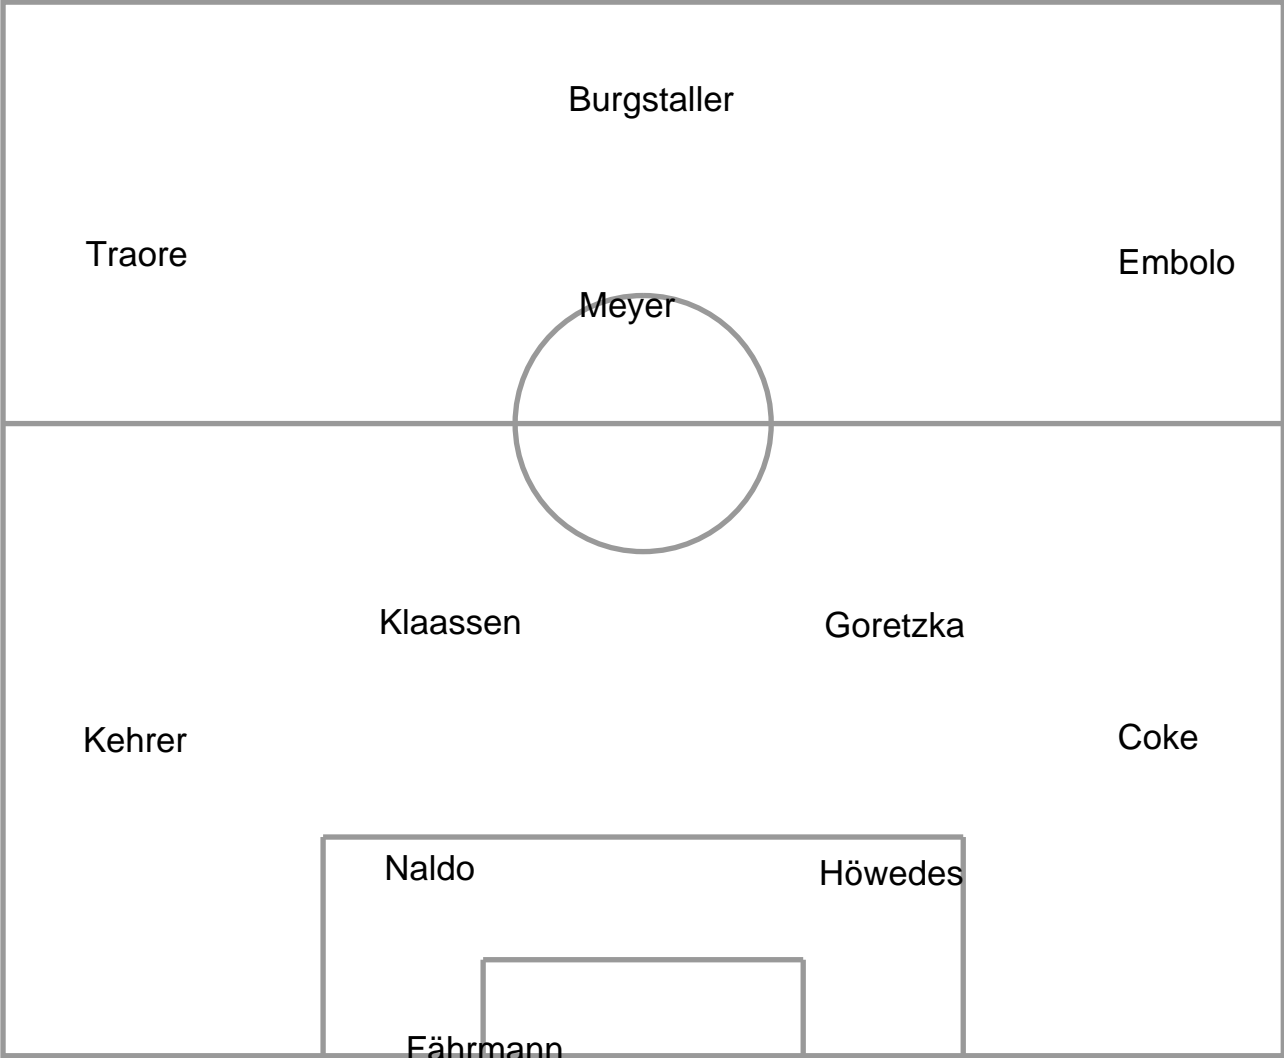 Burgstaller
Traore
Embolo
Meyer
Klaassen
Goretzka
Kehrer
Coke
Naldo
Höwedes
Fährmann